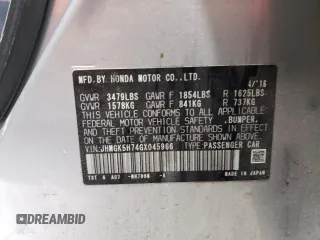 MFD.BY HONDA MOTOR CO.,LTD. 4/'16
GVWR 3479LBS GAWR F 1854LBS R 1625LBS
GVWR 1578KG GAWR F 841KG R 737KG
THIS VEHICLE CONFORMS TO ALL APPLICABLE
FEDERAL MOTOR VEHICLE SAFETY, BUMPER,
AND THEFT PREVENTION STANDARDS IN EFFECT
ON THE DATE OF MANUFACTURE SHOWN ABOVE.
VIN:JHMGK5H74GX045966 TYPE:PASSENGER CAR
MADE IN JAPAN
DEALERSHIP.CC